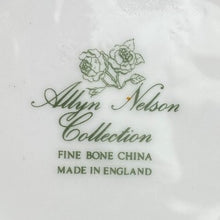 Allyn Nelson
Collection
FINE BONE CHINA
MADE IN ENGLAND